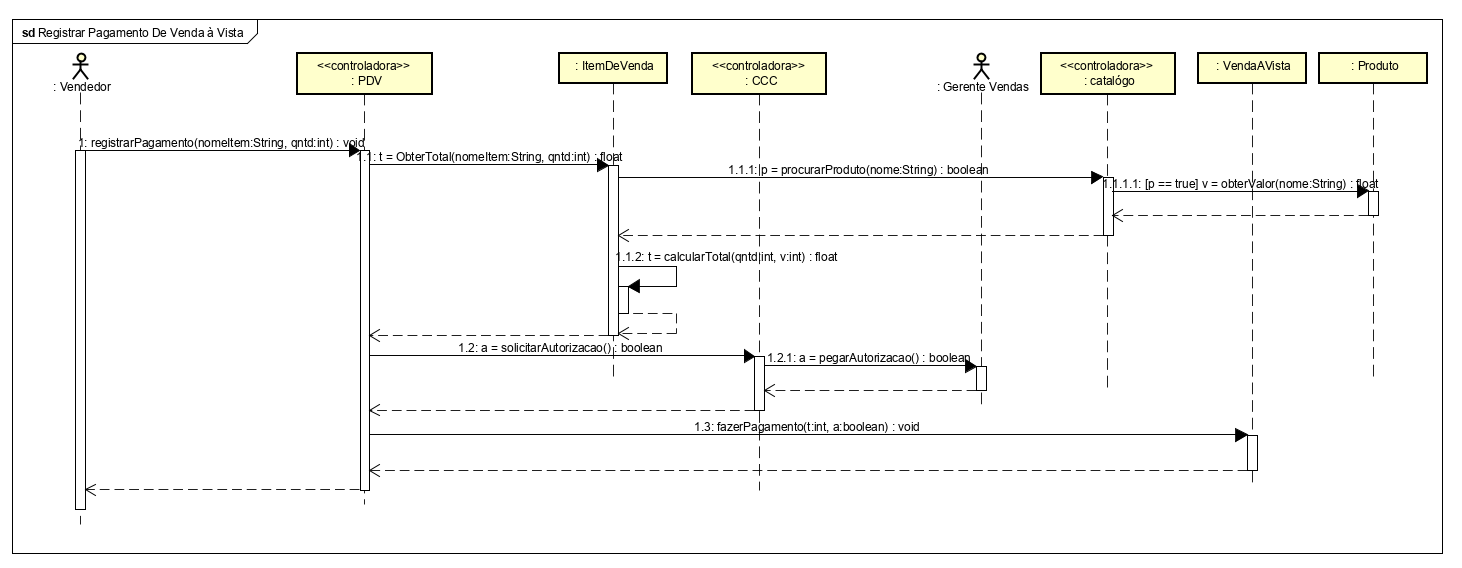 sd Registrar Pagamento De Venda à Vista
: Vendedor
<<controladora>>
: PDV
: ItemDeVenda
<<controladora>>
: CCC
: Gerente Vendas
<<controladora>>
: catalógo
: VendaAVista
: Produto
1: registrarPagamento(nomeItem:String, qntd:int) : void
1.1: t = ObterTotal(nomeItem:String, qntd:int) : float
1.1.1: p = procurarProduto(nome:String) : boolean
1.1.1.1: [p == true] v = obterValor(nome:String) : float
1.1.2: t = calcularTotal(qntd:int, v:int) : float
1.2: a = solicitarAutorizacao() : boolean
1.2.1: a = pegarAutorizacao() : boolean
1.3: fazerPagamento(t:int, a:boolean) : void